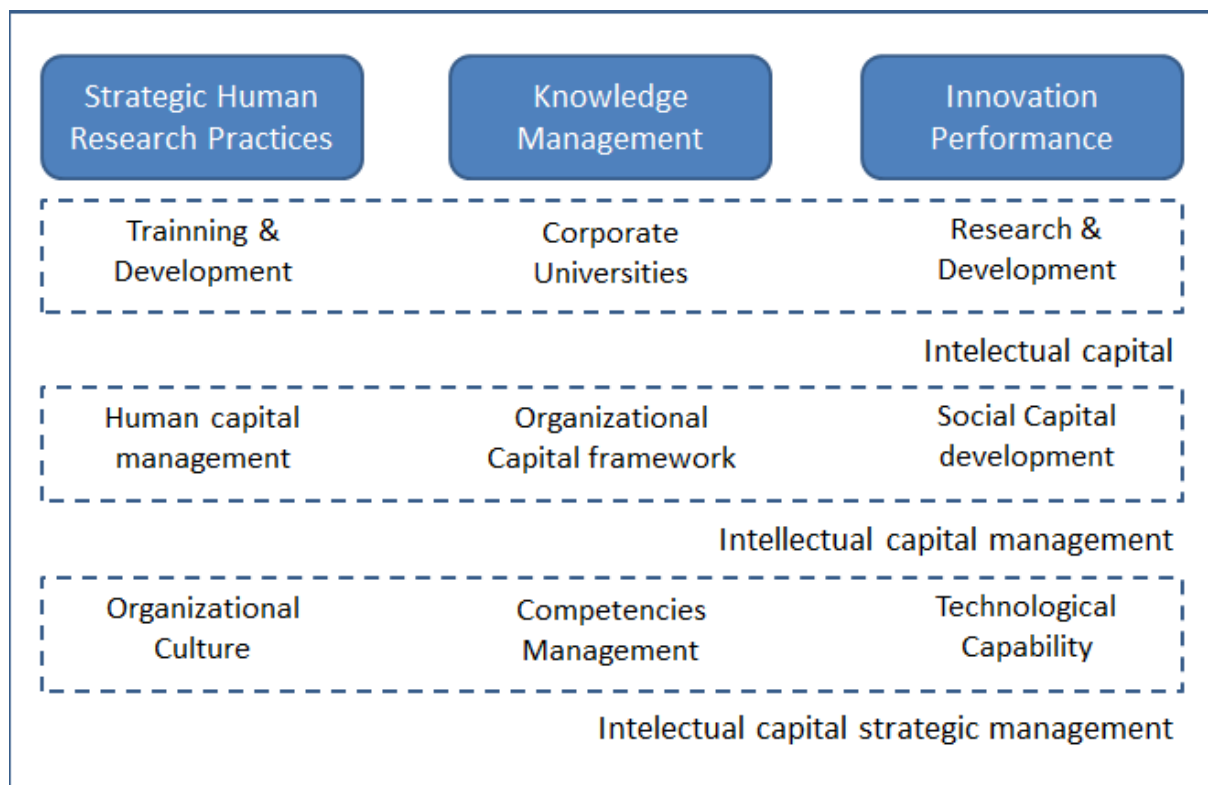 Strategic Human
Research Practices
Knowledge
Management
Innovation
Performance
Trainning &
Development
Corporate
Universities
Research &
Development
Intelectual capital
Human capital
management
Organizational
Capital framework
Social Capital
development
Intellectual capital management
Organizational
Culture
Competencies
Management
Technological
Capability
Intelectual capital strategic management